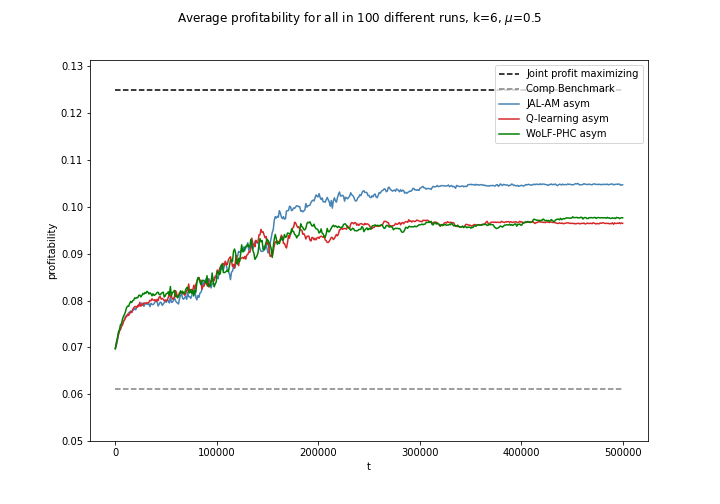 Average profitability for all in 100 different runs, k=6, μ=0.5
0.13
0.12
0.11
0.10
0.09
0.08
0.07
0.06
0.05
profitability
Joint profit maximizing
Comp Benchmark
JAL-AM asym
Q-learning asym
WoLF-PHC asym
0
100000
200000
300000
400000
500000
t